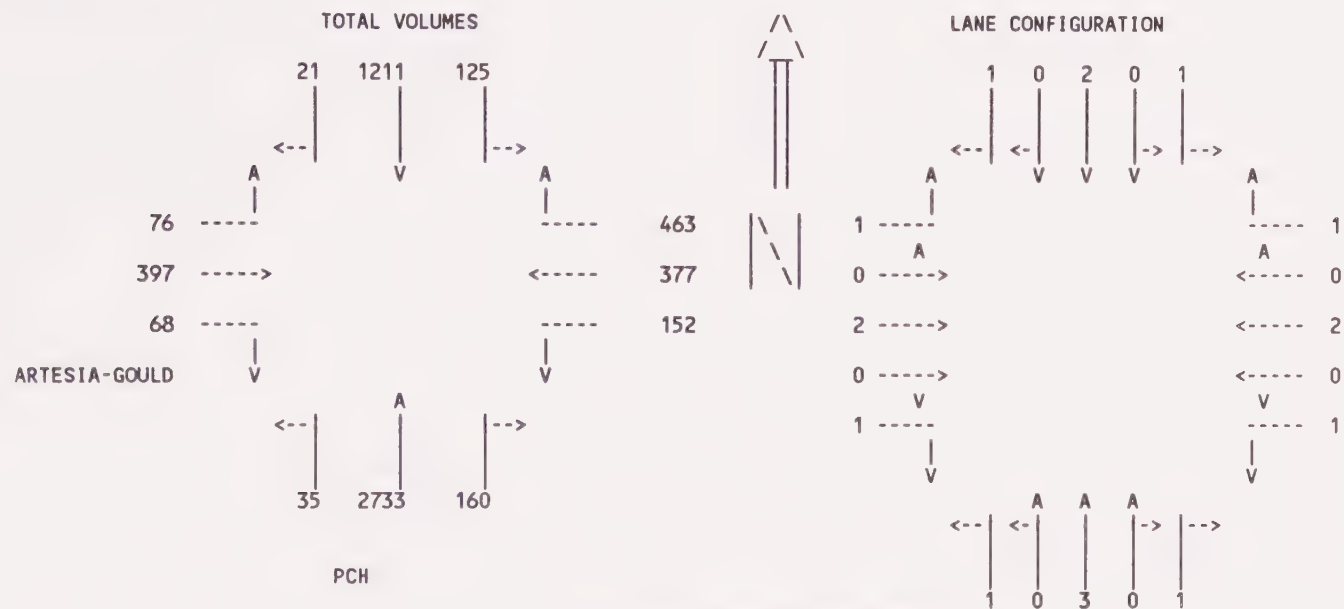 TOTAL VOLUMES
LANE CONFIGURATION
21 1211 125
1 0 2 0 1
<-- -->
<-- <- -> -->
A V A
A V V V A
76 ----- ----- 463
N
1 ----- ----- 1
A A
397 -----> <----- 377
0 -----> <----- 0
68 ----- ----- 152
2 -----> <----- 2
ARTESIA-GOULD V V
0 -----> <----- 0
A
V V
<-- -->
1 ----- ----- 1
V V
35 2733 160
A A A
<-- <- -> -->
PCH
1 0 3 0 1